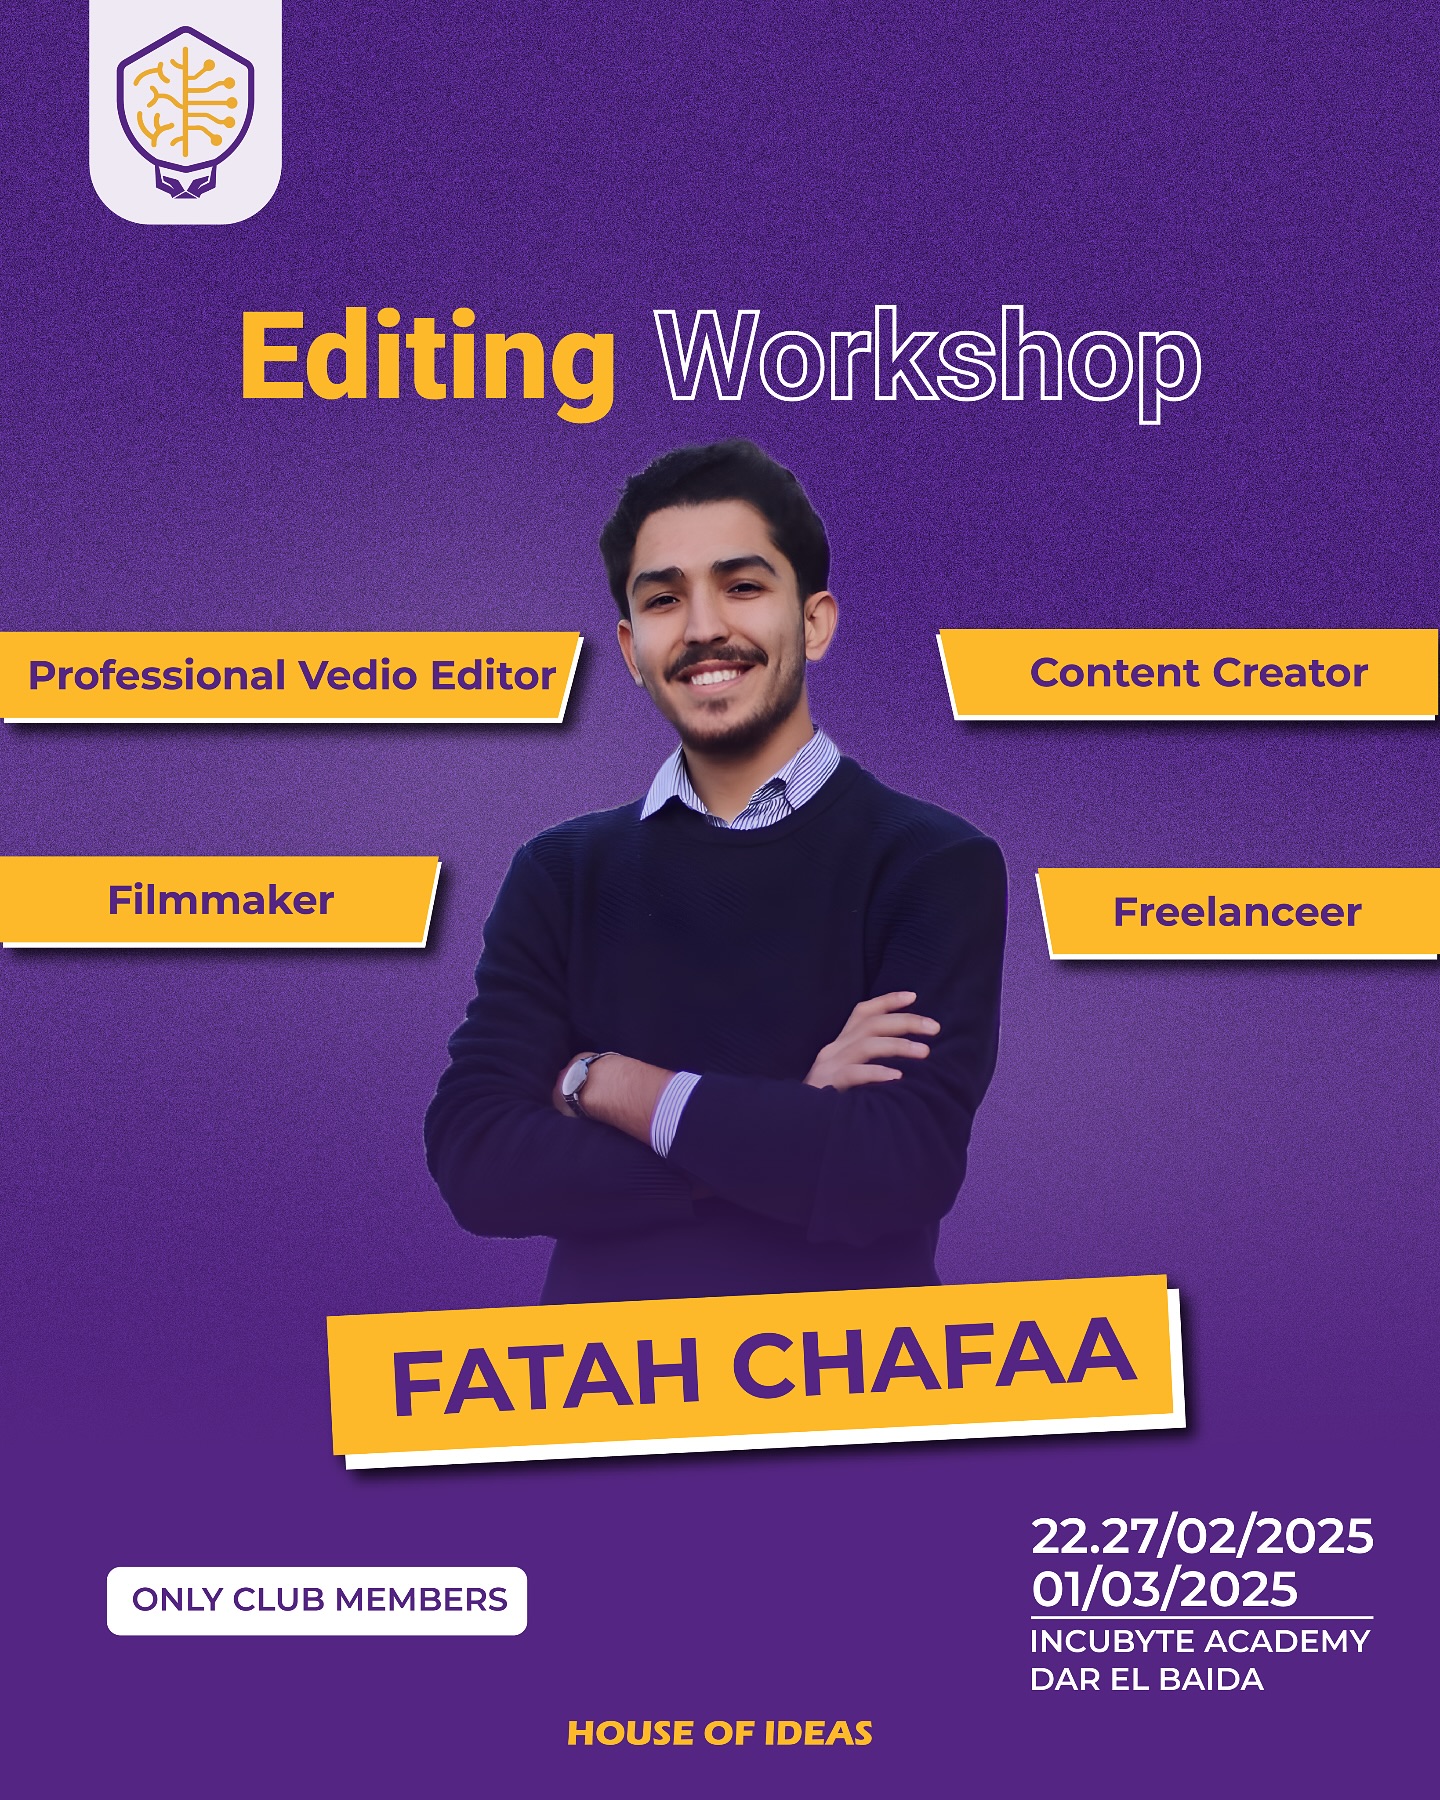 Editing Workshop
Professional Vedio Editor
Content Creator
Filmmaker
Freelanceer
FATAH CHAFAA
ONLY CLUB MEMBERS
22.27/02/2025
01/03/2025
INCUBYTE ACADEMY
DAR EL BAIDA
HOUSE OF IDEAS